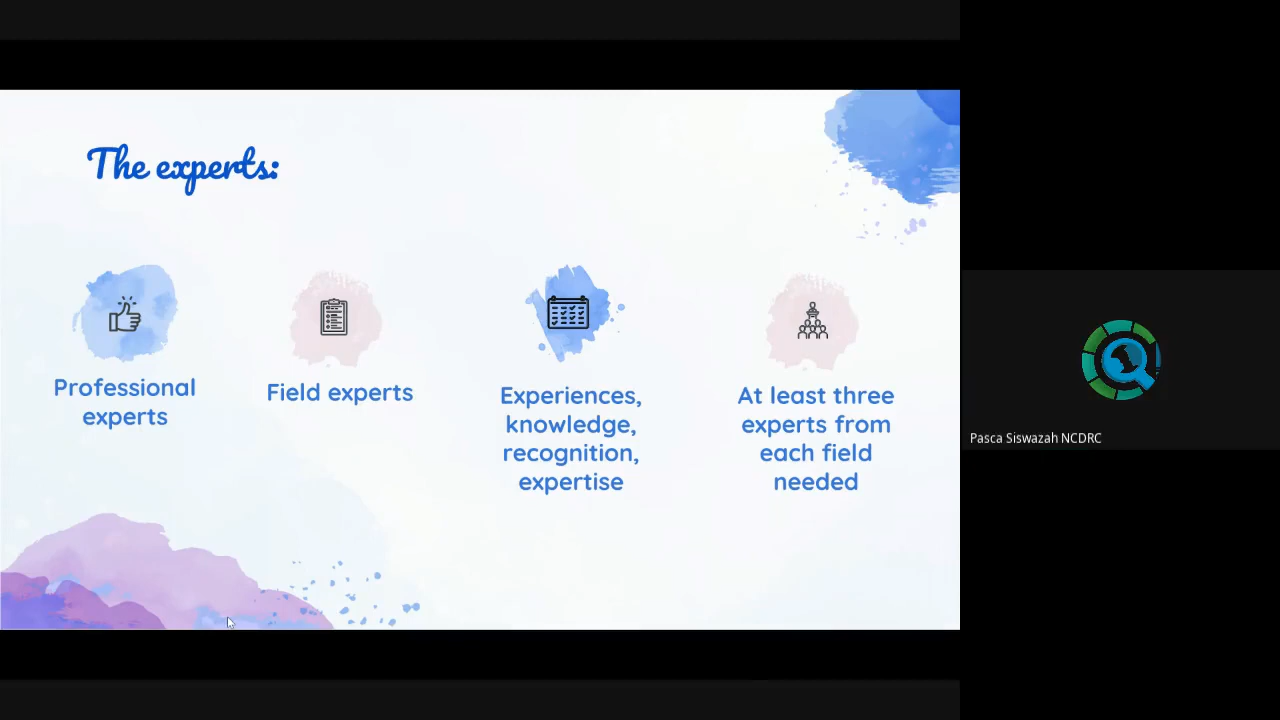 The experts:
Professional
experts
Field experts
Experiences,
knowledge,
recognition,
expertise
At least three
experts from
each field
needed
Pasca Siswazah NCDRC